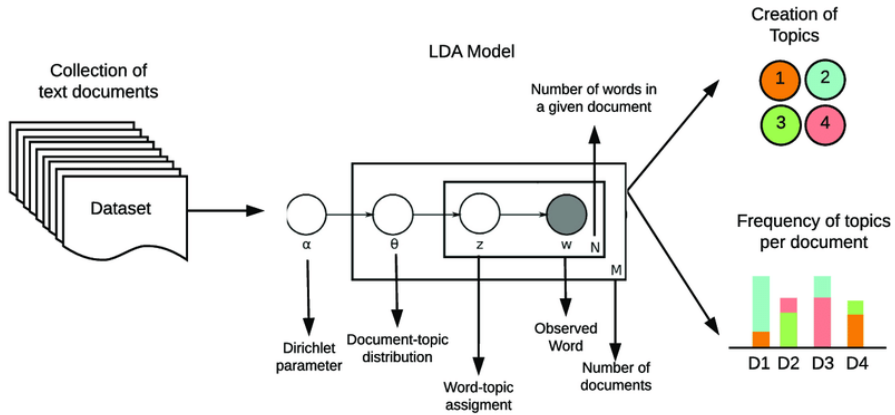 Collection of
text documents
Dataset
LDA Model
Number of words in
a given document
α
θ
z
w
N
M
Dirichlet
parameter
Document-topic
distribution
Word-topic
assigment
Observed
Word
Number of
documents
Creation of
Topics
1
2
3
4
Frequency of topics
per document
D1
D2
D3
D4